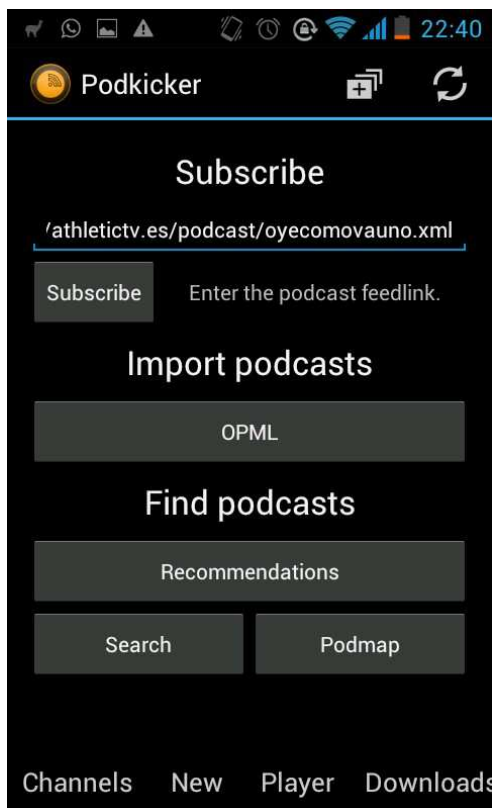 22:40
Podkicker
Subscribe
/athletictv.es/podcast/oyecomovauno.xml
Subscribe Enter the podcast feedlink.
Import podcasts
OPML
Find podcasts
Recommendations
Search Podmap
Channels New Player Downloads